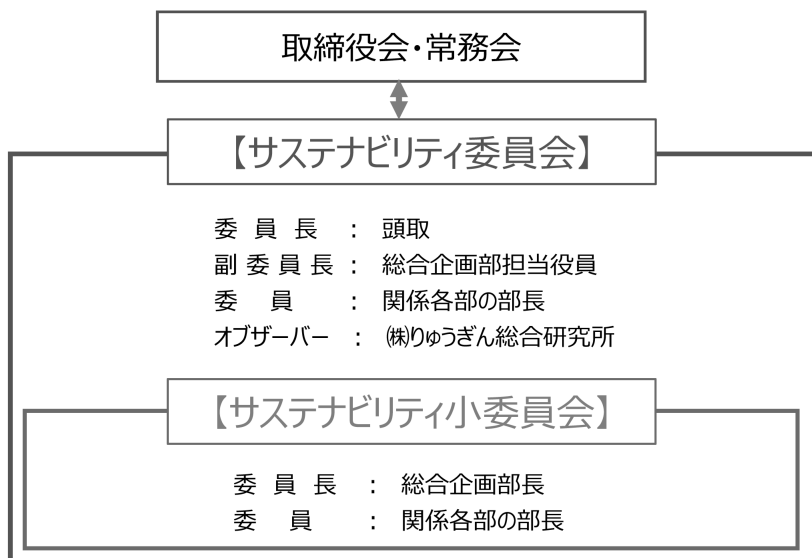 取締役会・常務会
【サステナビリティ委員会】
委員長：頭取
副委員長：総合企画部担当役員
委員：関係各部の部長
オブザーバー：㈱りゅうぎん総合研究所
【サステナビリティ小委員会】
委員長：総合企画部長
委員：関係各部の部長